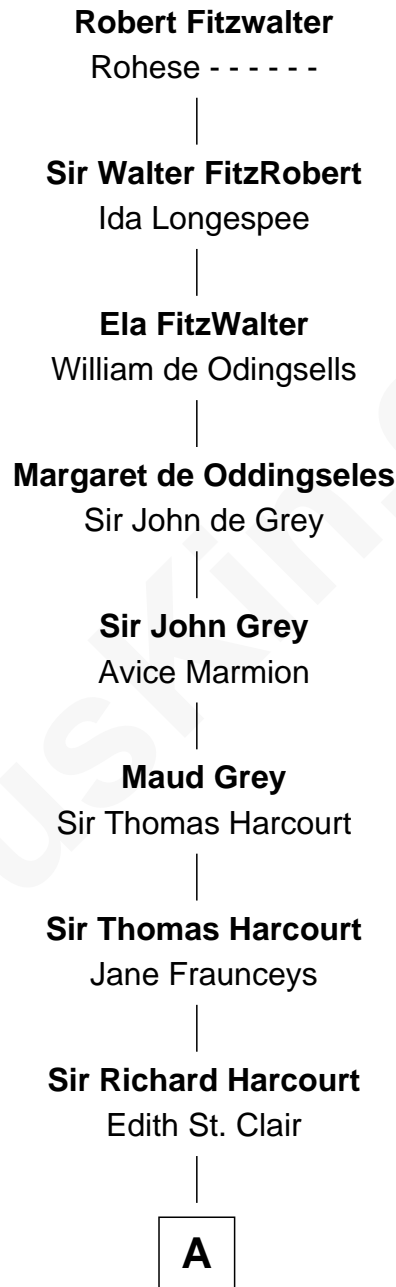 Robert Fitzwalter
Rohese - - - - - -
Sir Walter FitzRobert
Ida Longespee
Ela FitzWalter
William de Odingsells
Margaret de Oddingseles
Sir John de Grey
Sir John Grey
Avice Marmion
Maud Grey
Sir Thomas Harcourt
Sir Thomas Harcourt
Jane Fraunceys
Sir Richard Harcourt
Edith St. Clair
A